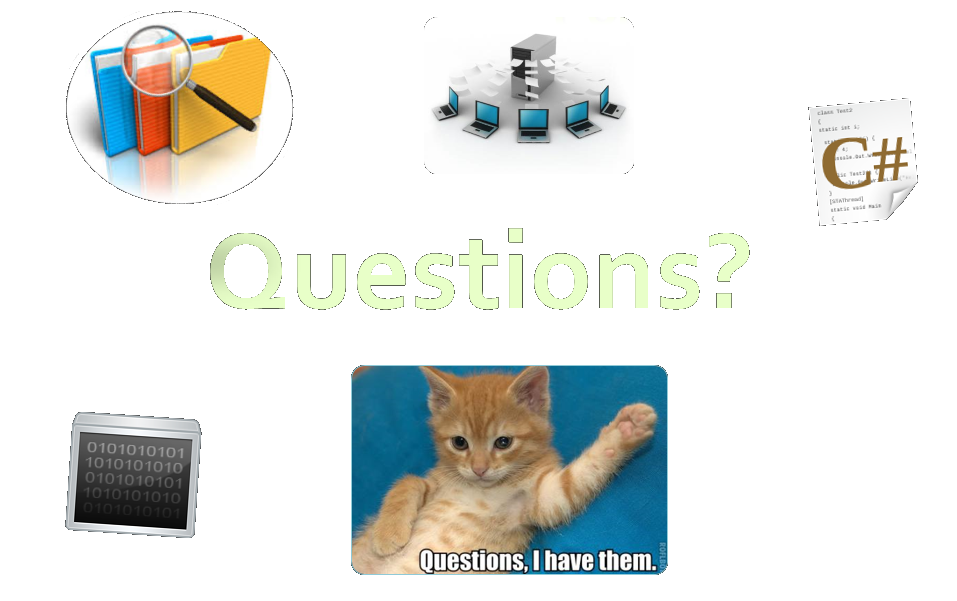 class Test2
{
static int i;
C#
[STAThread]
static void Main
{
Questions?
0101010101
1010101010
0101010101
1010101010
0101010101
Questions, I have them.